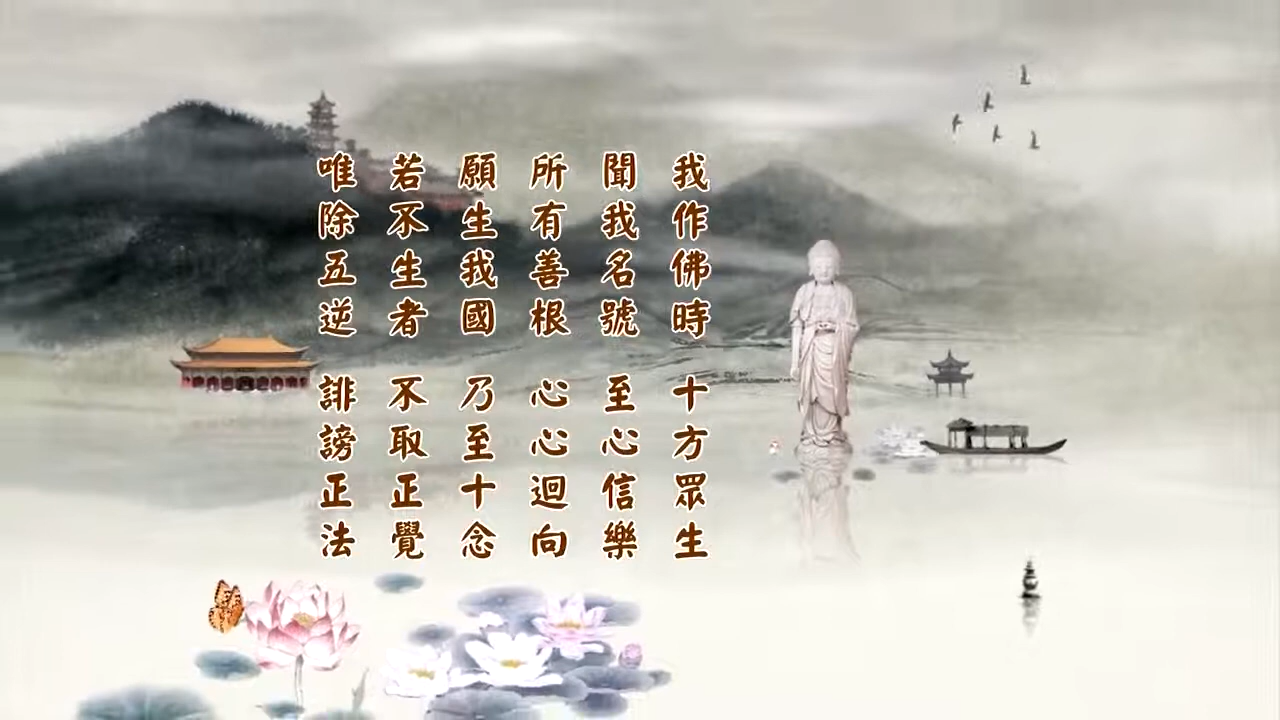 我作佛時 十方眾生
聞我名號 至心信樂
所有善根 心心迴向
願生我國 乃至十念
若不生者 不取正覺
唯除五逆 誹謗正法